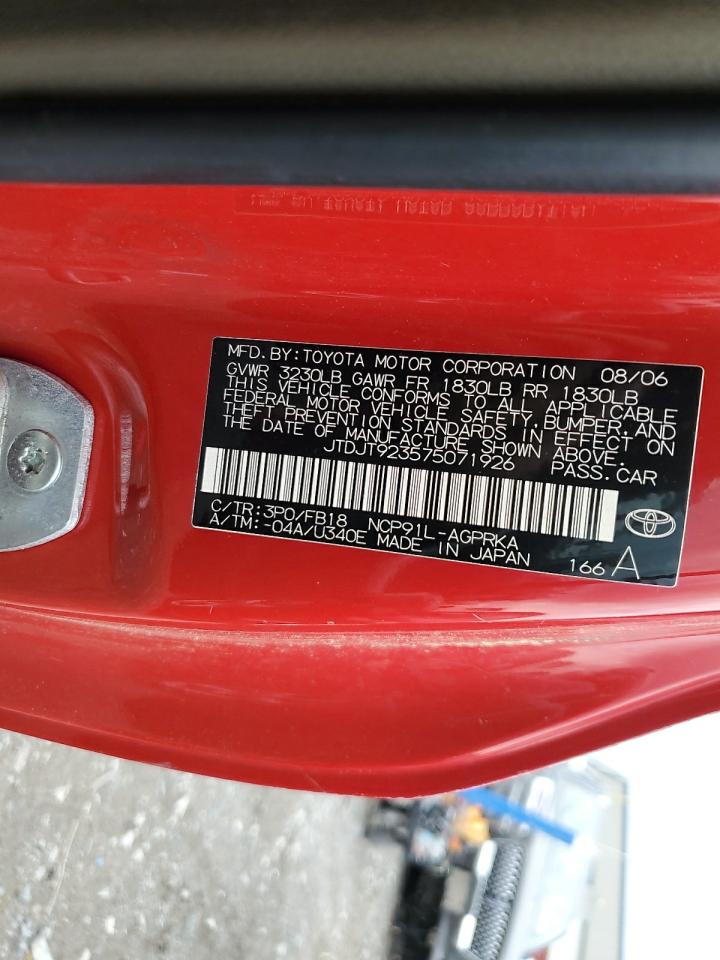 MFD.BY:TOYOTA MOTOR CORPORATION 08/06
GVWR 3230LB GAWR FR 1830LB RR 1830LB
THIS VEHICLE CONFORMS TO ALL APPLICABLE
FEDERAL MOTOR VEHICLE SAFETY,BUMPER,AND
THEFT PREVENTION STANDARDS IN EFFECT ON
THE DATE OF MANUFACTURE SHOWN ABOVE.
JTDJT923575071926 PASS.CAR
C/TR:3P0/FB18 NCP91L-AGPRKA
A/TM:-04A/U340E MADE IN JAPAN 166 A